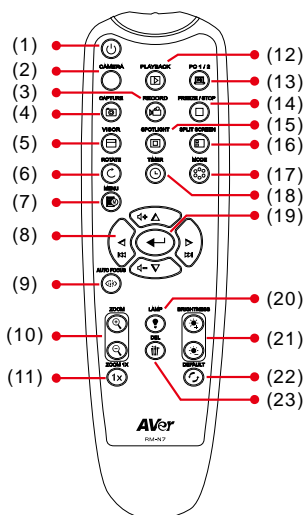 (1)
(2) CAMERA PLAYBACK PC 1 / 2 (12)
(13)
(3) CAPTURE RECORD FREEZE / STOP (14)
(4)
(15)
(5) VISOR SPOTLIGHT SPLIT SCREEN (16)
(6) ROTATE TIMER MODE (17)
(18)
(7) MENU
(19)
(8)
(9) AUTO FOCUS
(20)
ZOOM LAMP BRIGHTNESS
(10) DEL (21)
ZOOM 1X DEFAULT
(11) 1x (22)
(23)
AVer
RM-N7